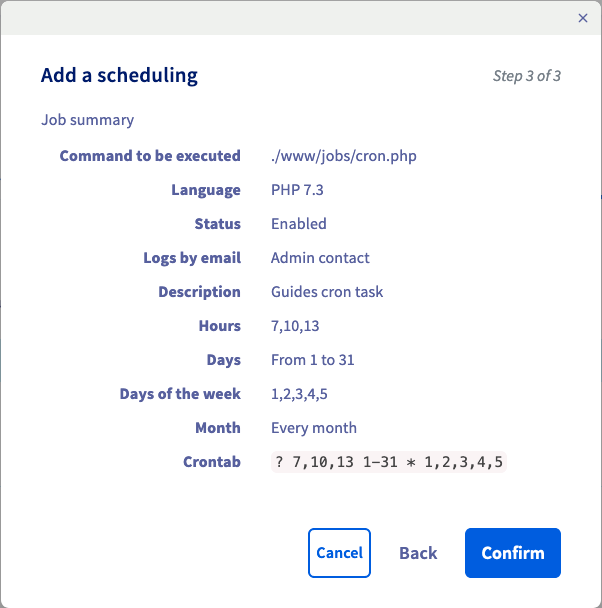 ×
Add a scheduling Step 3 of 3
Job summary
Command to be executed ./www/jobs/cron.php
Language PHP 7.3
Status Enabled
Logs by email Admin contact
Description Guides cron task
Hours 7,10,13
Days From 1 to 31
Days of the week 1,2,3,4,5
Month Every month
Crontab ? 7,10,13 1-31 * 1,2,3,4,5
Cancel Back Confirm